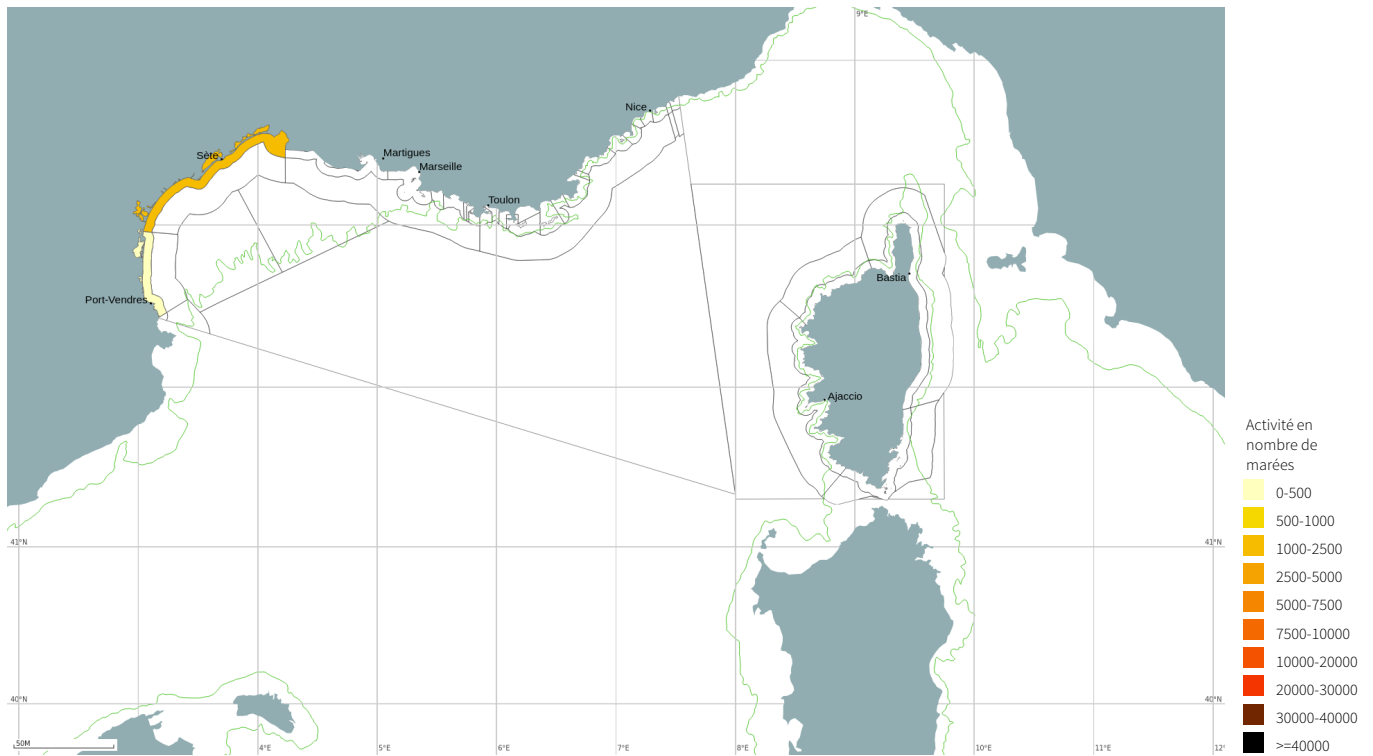 9°E
Nice
Sète
Martigues
Marseille
Toulon
Bastia
Port-Vendres
Ajaccio
Activité en
nombre de
marées
0-500
500-1000
1000-2500
2500-5000
5000-7500
7500-10000
10000-20000
20000-30000
30000-40000
>=40000
41°N
41°N
40°N
40°N
50M
4°E
5°E
6°E
7°E
8°E
10°E
11°E
12°